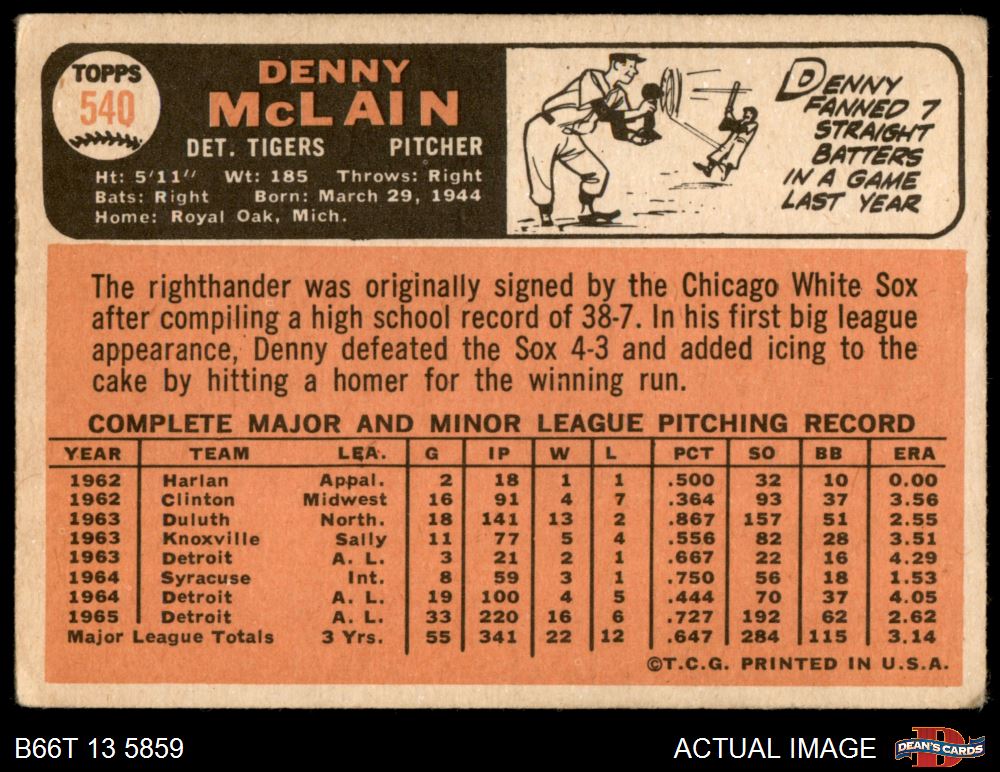 TOPPS
540
DENNY
McLAIN
DET. TIGERS PITCHER
Ht: 5'11" Wt: 185 Throws: Right
Bats: Right Born: March 29, 1944
Home: Royal Oak, Mich.
DENNY
FANNED 7
STRAIGHT
BATTERS
IN A GAME
LAST YEAR
The righthander was originally signed by the Chicago White Sox
after compiling a high school record of 38-7. In his first big league
appearance, Denny defeated the Sox 4-3 and added icing to the
cake by hitting a homer for the winning run.
COMPLETE MAJOR AND MINOR LEAGUE PITCHING RECORD
YEAR TEAM LEA. G IP W L PCT SO BB ERA
1962 Harlan Appal. 2 18 1 1 .500 32 10 0.00
1962 Clinton Midwest 16 91 4 7 .364 93 37 3.56
1963 Duluth North. 18 141 13 2 .867 157 51 2.55
1963 Knoxville Sally 11 77 5 4 .556 82 28 3.51
1963 Detroit A. L. 3 21 2 1 .667 22 16 4.29
1964 Syracuse Int. 8 59 3 1 .750 56 18 1.53
1964 Detroit A. L. 19 100 4 5 .444 70 37 4.05
1965 Detroit A. L. 33 220 16 6 .727 192 62 2.62
Major League Totals 3 Yrs. 55 341 22 12 .647 284 115 3.14
©T.C.G. PRINTED IN U.S.A.
B66T 13 5859
ACTUAL IMAGE
D
DEAN'S CARDS